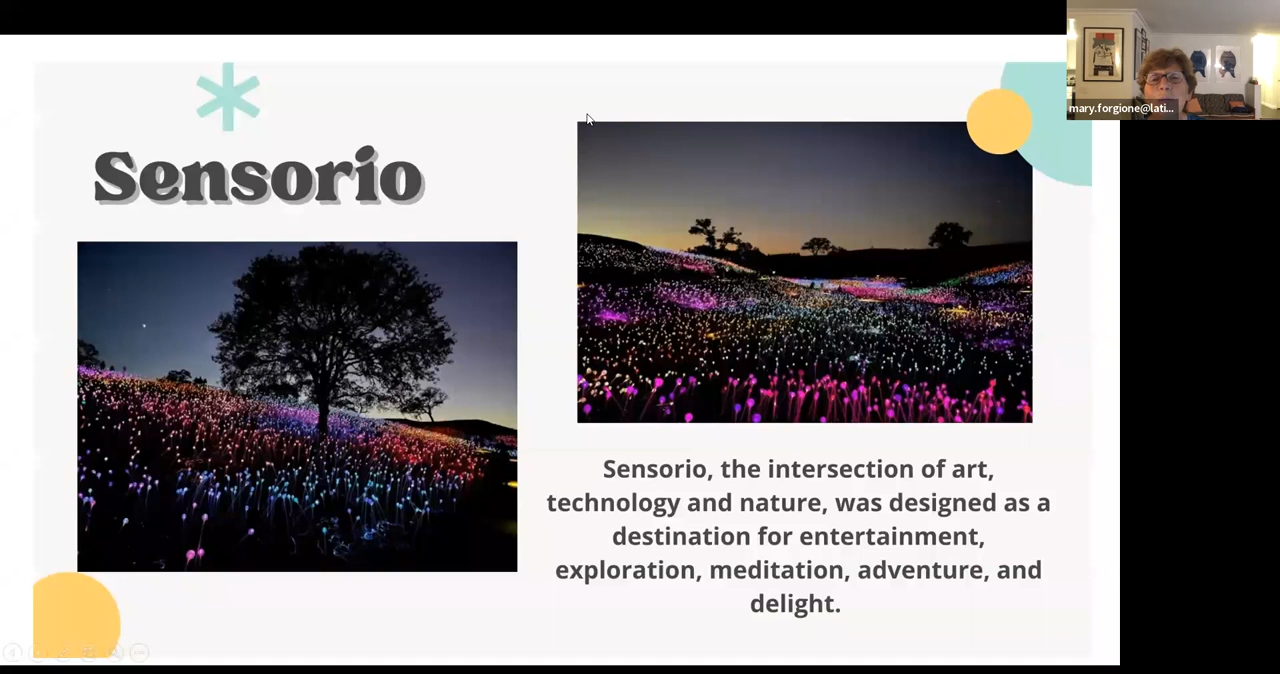 mary.forgione@lati...
Sensorio
Sensorio, the intersection of art,
technology and nature, was designed as a
destination for entertainment,
exploration, meditation, adventure, and
delight.